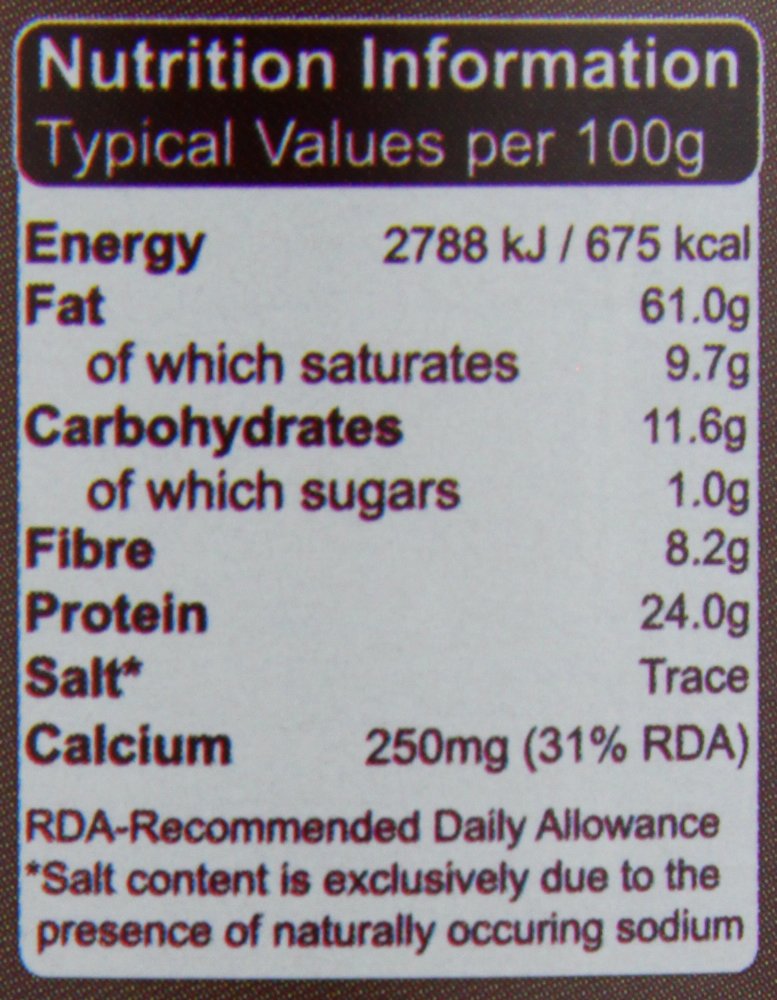 Nutrition Information
Typical Values per 100g
Energy 2788 kJ / 675 kcal
Fat 61.0g
of which saturates 9.7g
Carbohydrates 11.6g
of which sugars 1.0g
Fibre 8.2g
Protein 24.0g
Salt* Trace
Calcium 250mg (31% RDA)
RDA-Recommended Daily Allowance
*Salt content is exclusively due to the
presence of naturally occuring sodium